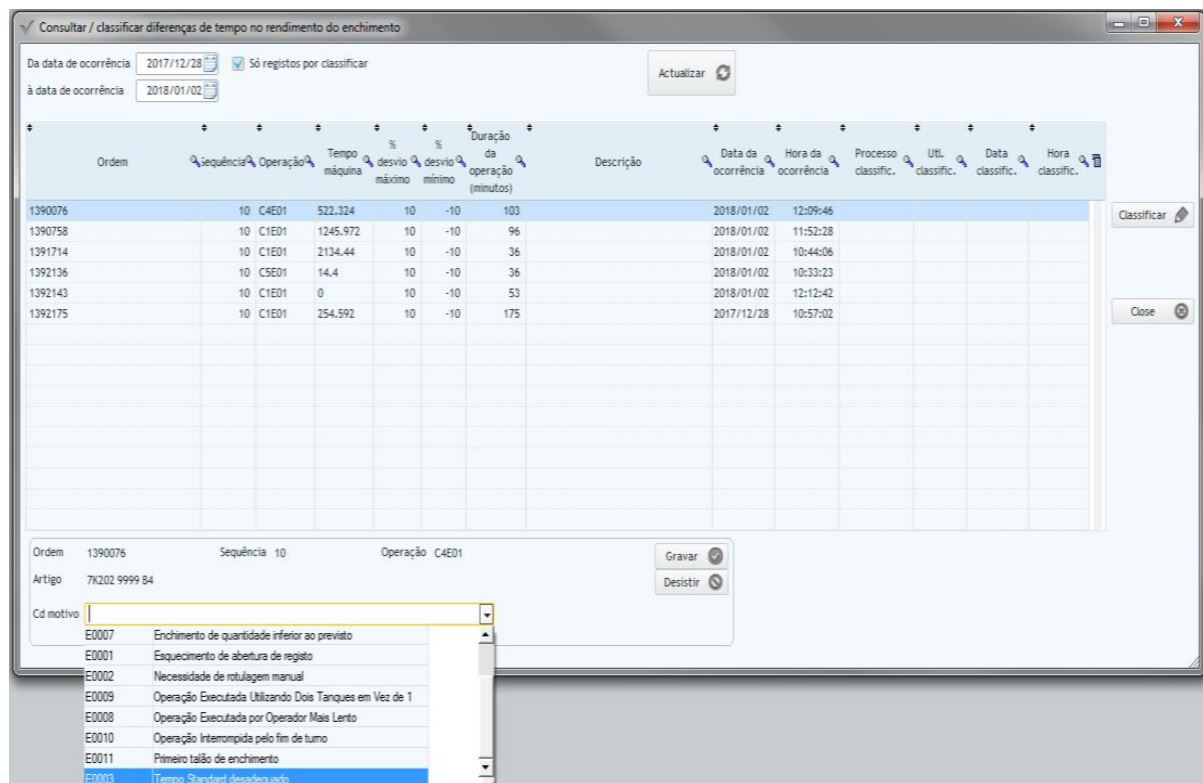 Consultar / classificar diferenças de tempo no rendimento do enchimento
Da data de ocorrência 2017/12/28 Só registos por classificar
à data de ocorrência 2018/01/02
Actualizar
Ordem Sequência Operação Tempo máquina % desvio máximo % desvio mínimo Duração da operação (minutos) Descrição Data da ocorrência Hora da ocorrência Processo classific. Utl. classific. Data classific. Hora classific.
1390076 10 C4E01 522.324 10 -10 103 2018/01/02 12:09:46
1390758 10 C1E01 1245.972 10 -10 96 2018/01/02 11:52:28
1391714 10 C1E01 2134.44 10 -10 36 2018/01/02 10:44:06
1392136 10 C5E01 14.4 10 -10 36 2018/01/02 10:33:23
1392143 10 C1E01 0 10 -10 53 2018/01/02 12:12:42
1392175 10 C1E01 254.592 10 -10 175 2017/12/28 10:57:02
Classificar
Close
Ordem 1390076 Sequência 10 Operação C4E01
Gravar
Artigo 7K202 9999 B4
Desistir
Cd motivo
E0007 Enchimento de quantidade inferior ao previsto
E0001 Esquecimento de abertura de registo
E0002 Necessidade de rotulagem manual
E0009 Operação Executada Utilizando Dois Tanques em Vez de 1
E0008 Operação Executada por Operador Mais Lento
E0010 Operação Interrompida pelo fim de turno
E0011 Primeiro talão de enchimento
E0003 Tempo Standard desadequado